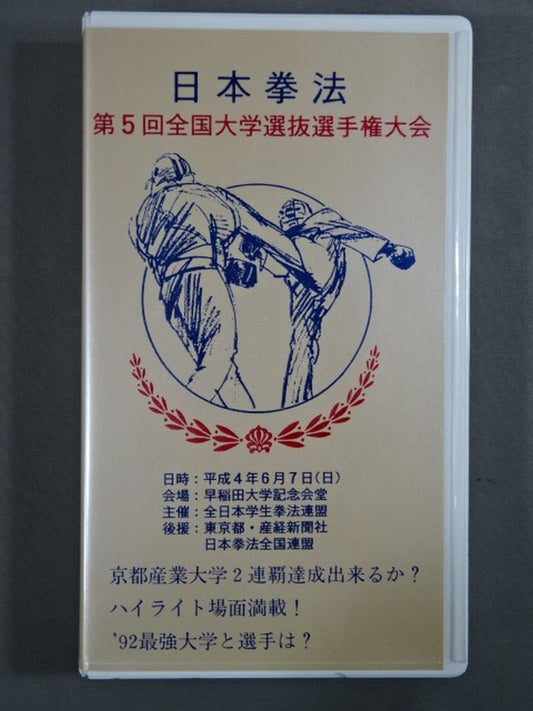 日本拳法
第5回全国大学選抜選手権大会
日時：平成4年6月7日(日)
会場：早稲田大学記念会堂
主催：全日本学生拳法連盟
後援：東京都・産経新聞社
日本拳法全国連盟
京都産業大学2連覇達成出来るか？
ハイライト場面満載！
’92最強大学と選手は？